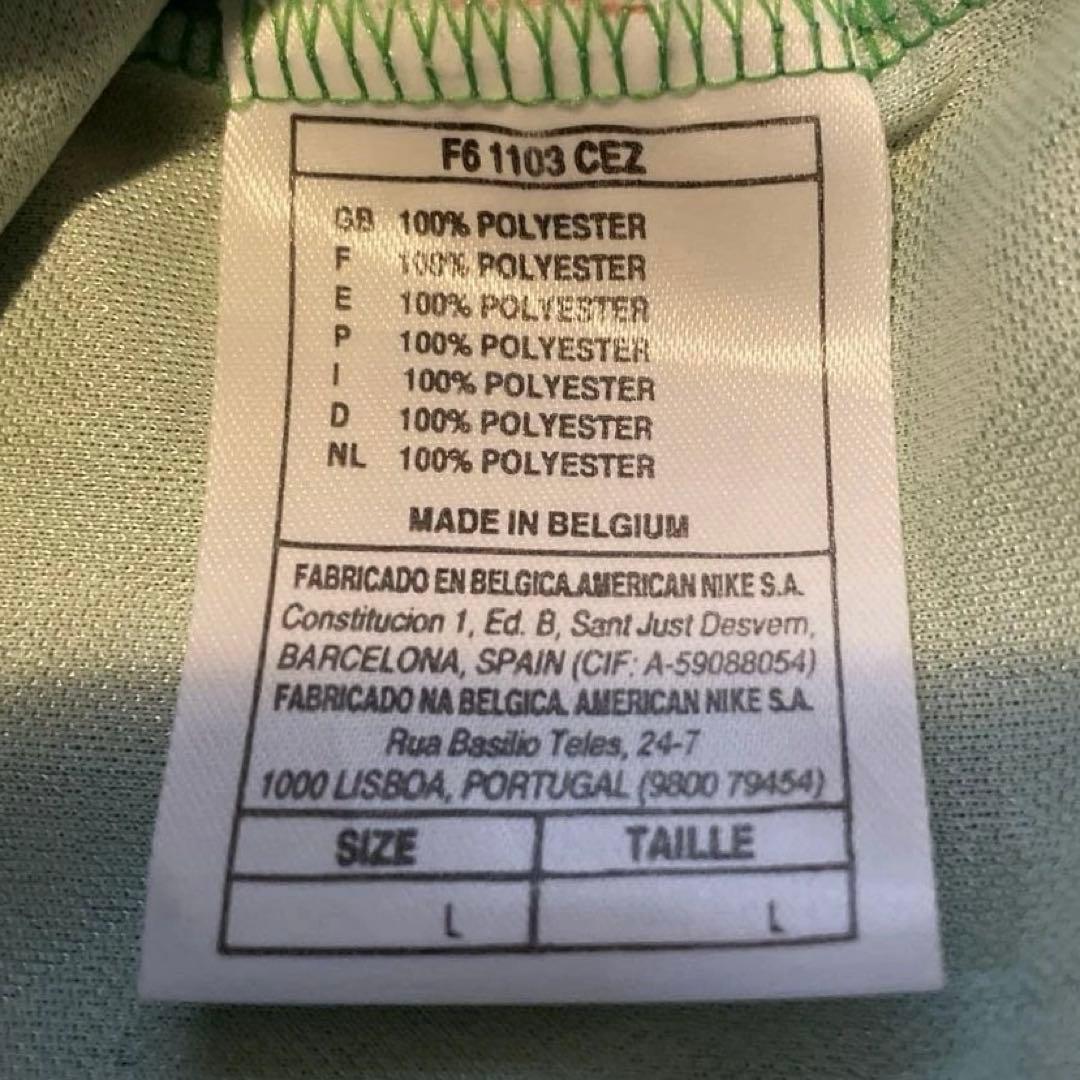 F6 1103 CEZ
GB 100% POLYESTER
F 100% POLYESTER
E 100% POLYESTER
P 100% POLYESTER
I 100% POLYESTER
D 100% POLYESTER
NL 100% POLYESTER
MADE IN BELGIUM
FABRICADO EN BELGICA.AMERICAN NIKE S.A.
Constitucion 1, Ed. B, Sant Just Desvern,
BARCELONA, SPAIN (CIF: A-59088054)
FABRICADO NA BELGICA. AMERICAN NIKE S.A.
Rua Basilio Teles, 24-7
1000 LISBOA, PORTUGAL (9800 79454)
SIZE TAILLE
L L